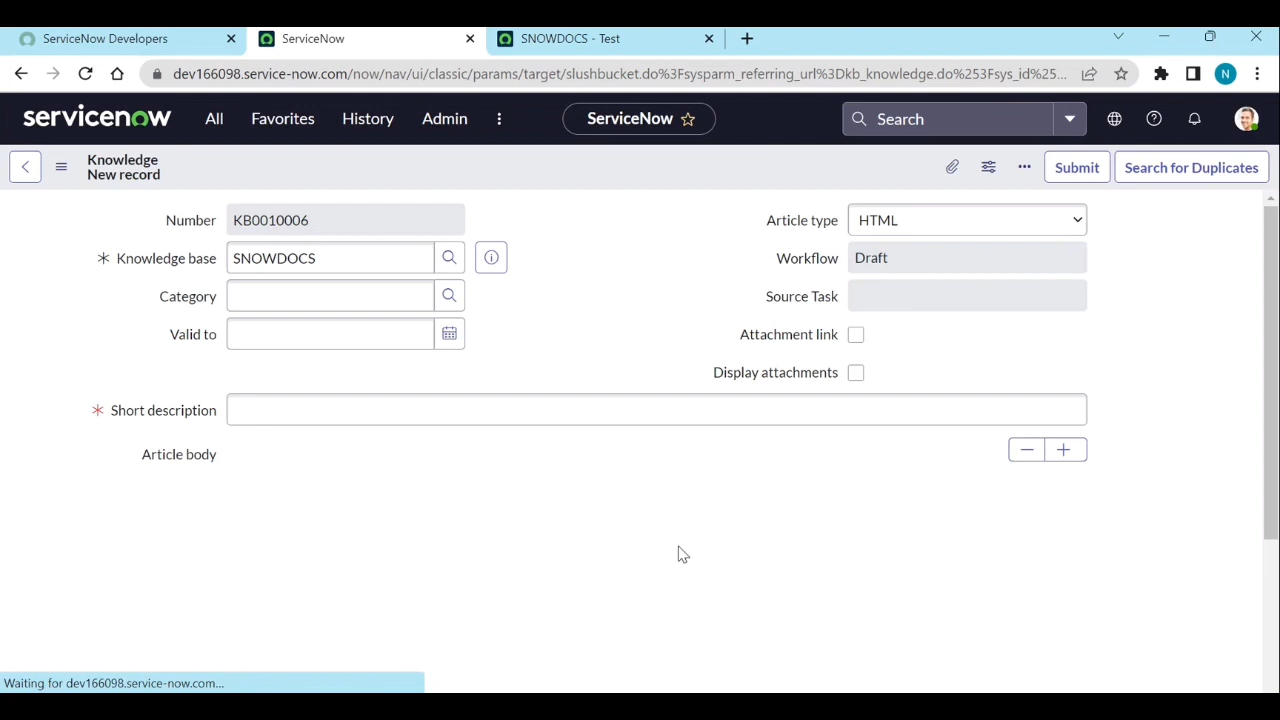 ServiceNow Developers
ServiceNow
SNOWDOCS - Test
dev166098.service-now.com/now/nav/ui/classic/params/target/slushbucket.do%3Fsysparm_referring_url%3Dkb_knowledge.do%253Fsys_id%25...
N
servicenow
All
Favorites
History
Admin
ServiceNow
Search
Knowledge
New record
Submit
Search for Duplicates
Number
KB0010006
Article type
HTML
Knowledge base
SNOWDOCS
Workflow
Draft
Category
Source Task
Valid to
Attachment link
Display attachments
Short description
Article body
Waiting for dev166098.service-now.com...